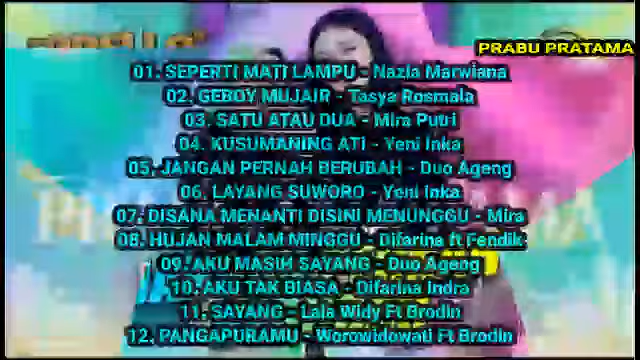 PRABU PRATAMA
01. SEPERTI MATI LAMPU - Nazia Marwiana
02. GEBOY MUJAIR - Tasya Rosmala
03. SATU ATAU DUA - Mira Putri
04. KUSUMANING ATI - Yeni Inka
05. JANGAN PERNAH BERUBAH - Duo Ageng
06. LAYANG SUWORO - Yeni Inka
07. DISANA MENANTI DISINI MENUNGGU - Mira
08. HUJAN MALAM MINGGU - Difarina ft Fendik
09. AKU MASIH SAYANG - Duo Ageng
10. AKU TAK BIASA - Difarina Indra
11. SAYANG - Lala Widy Ft Brodin
12. PANGAPURAMU - Worowidowati Ft Brodin